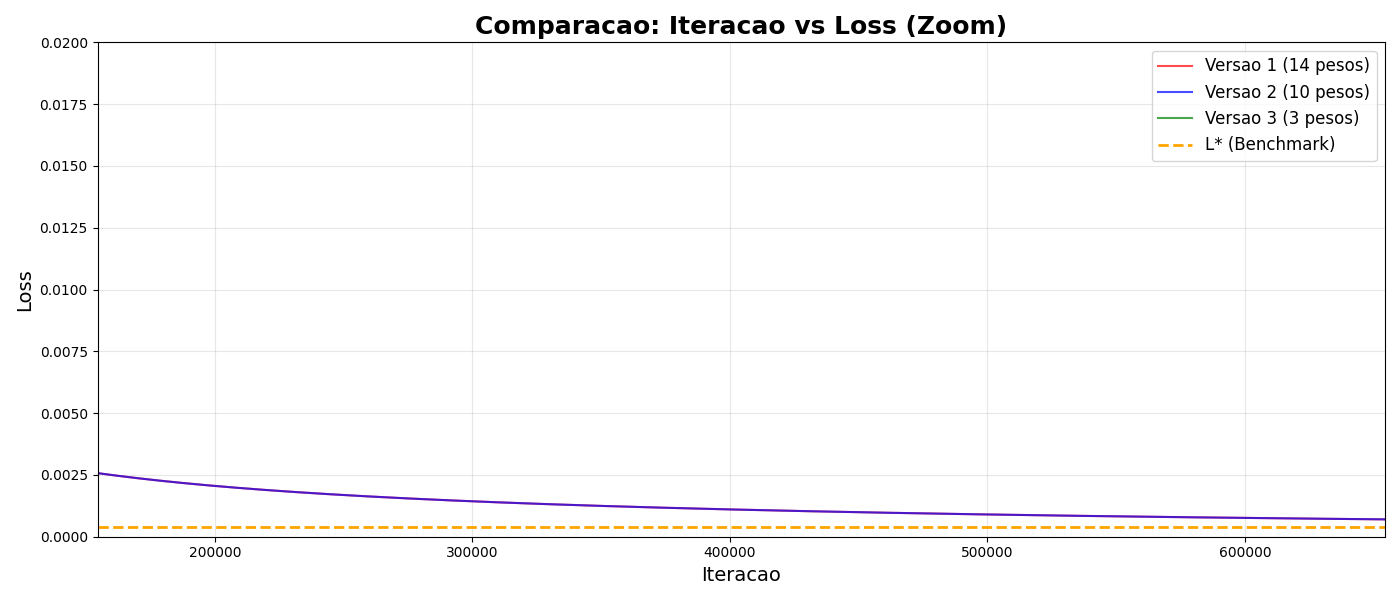 Comparacao: Iteracao vs Loss (Zoom)
0.0200
0.0175
0.0150
0.0125
0.0100
0.0075
0.0050
0.0025
0.0000
Loss
Versao 1 (14 pesos)
Versao 2 (10 pesos)
Versao 3 (3 pesos)
L* (Benchmark)
200000
300000
400000
500000
600000
Iteracao